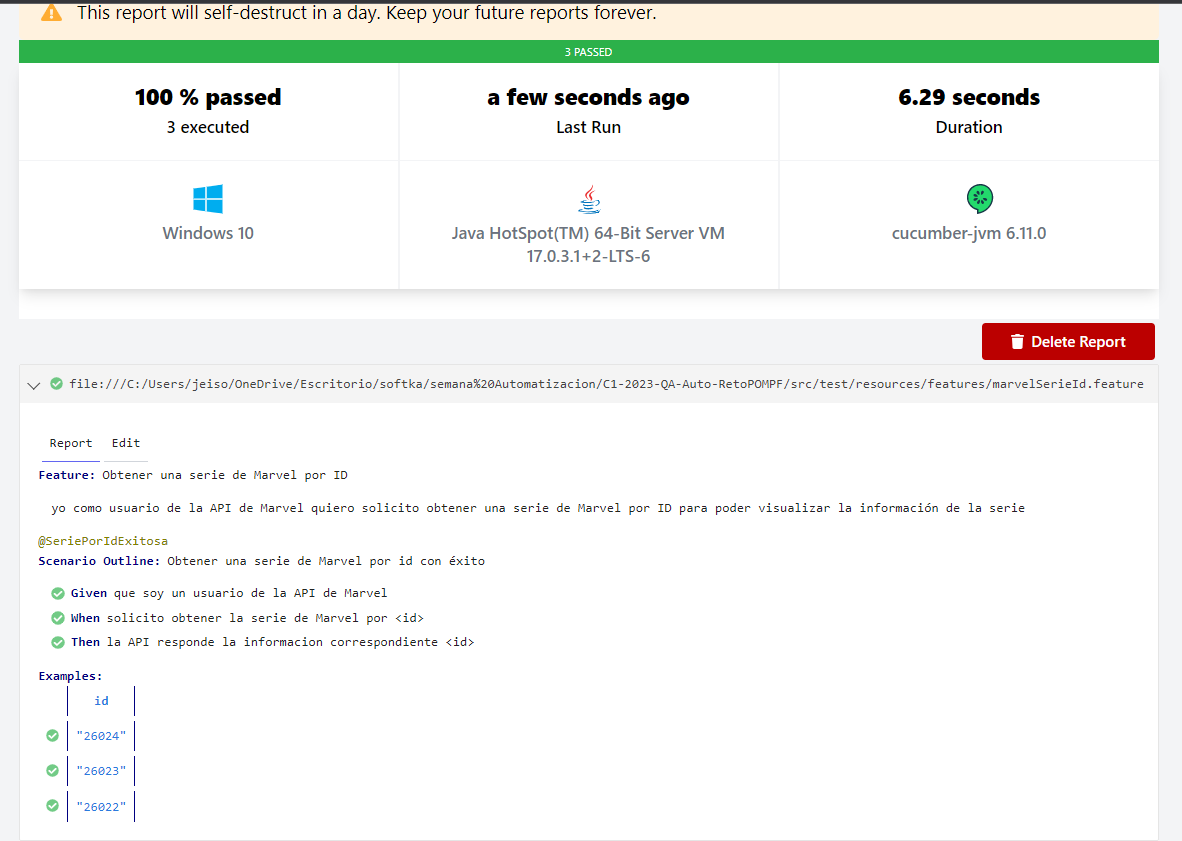 This report will self-destruct in a day. Keep your future reports forever.
3 PASSED
100 % passed
3 executed
a few seconds ago
Last Run
6.29 seconds
Duration
Windows 10
Java HotSpot(TM) 64-Bit Server VM
17.0.3.1+2-LTS-6
cucumber-jvm 6.11.0
Delete Report
file:///C:/Users/jeiso/OneDrive/Escritorio/softka/semana%20Automatizacion/C1-2023-QA-Auto-RetoPOMPF/src/test/resources/features/marvelSerieId.feature
Report Edit
Feature: Obtener una serie de Marvel por ID
yo como usuario de la API de Marvel quiero solicito obtener una serie de Marvel por ID para poder visualizar la información de la serie
@SeriePorIdExitosa
Scenario Outline: Obtener una serie de Marvel por id con éxito
Given que soy un usuario de la API de Marvel
When solicito obtener la serie de Marvel por <id>
Then la API responde la informacion correspondiente <id>
Examples:
id
"26024"
"26023"
"26022"